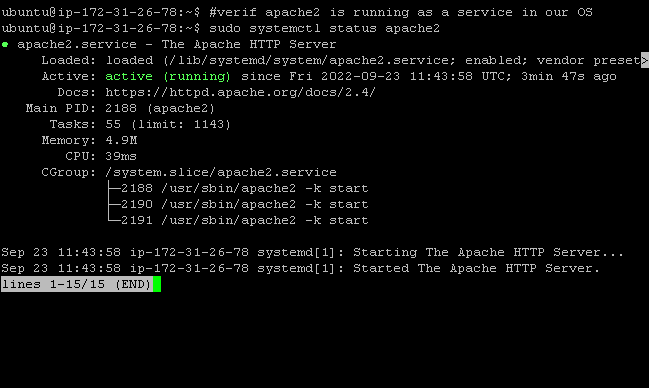 ubuntu@ip-172-31-26-78:~$ #verif apache2 is running as a service in our OS
ubuntu@ip-172-31-26-78:~$ sudo systemctl status apache2
● apache2.service - The Apache HTTP Server
     Loaded: loaded (/lib/systemd/system/apache2.service; enabled; vendor preset>
     Active: active (running) since Fri 2022-09-23 11:43:58 UTC; 3min 47s ago
       Docs: https://httpd.apache.org/docs/2.4/
   Main PID: 2188 (apache2)
      Tasks: 55 (limit: 1143)
     Memory: 4.9M
        CPU: 39ms
     CGroup: /system.slice/apache2.service
             ├─2188 /usr/sbin/apache2 -k start
             ├─2190 /usr/sbin/apache2 -k start
             └─2191 /usr/sbin/apache2 -k start
Sep 23 11:43:58 ip-172-31-26-78 systemd[1]: Starting The Apache HTTP Server...
Sep 23 11:43:58 ip-172-31-26-78 systemd[1]: Started The Apache HTTP Server.
lines 1-15/15 (END)